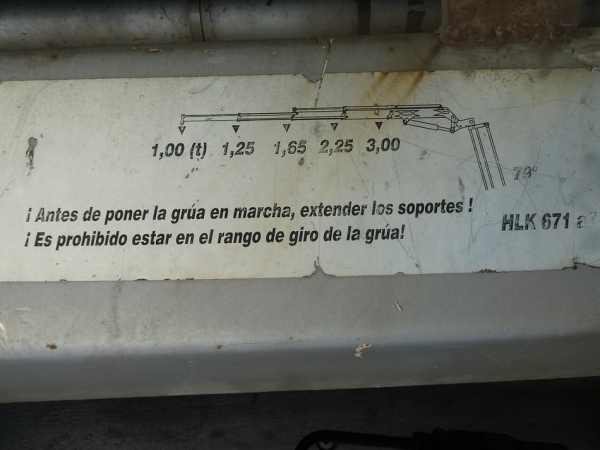 1,00 (t) 1,25 1,65 2,25 3,00
79°
¡ Antes de poner la grúa en marcha, extender los soportes !
¡ Es prohibido estar en el rango de giro de la grúa!
HLK 671